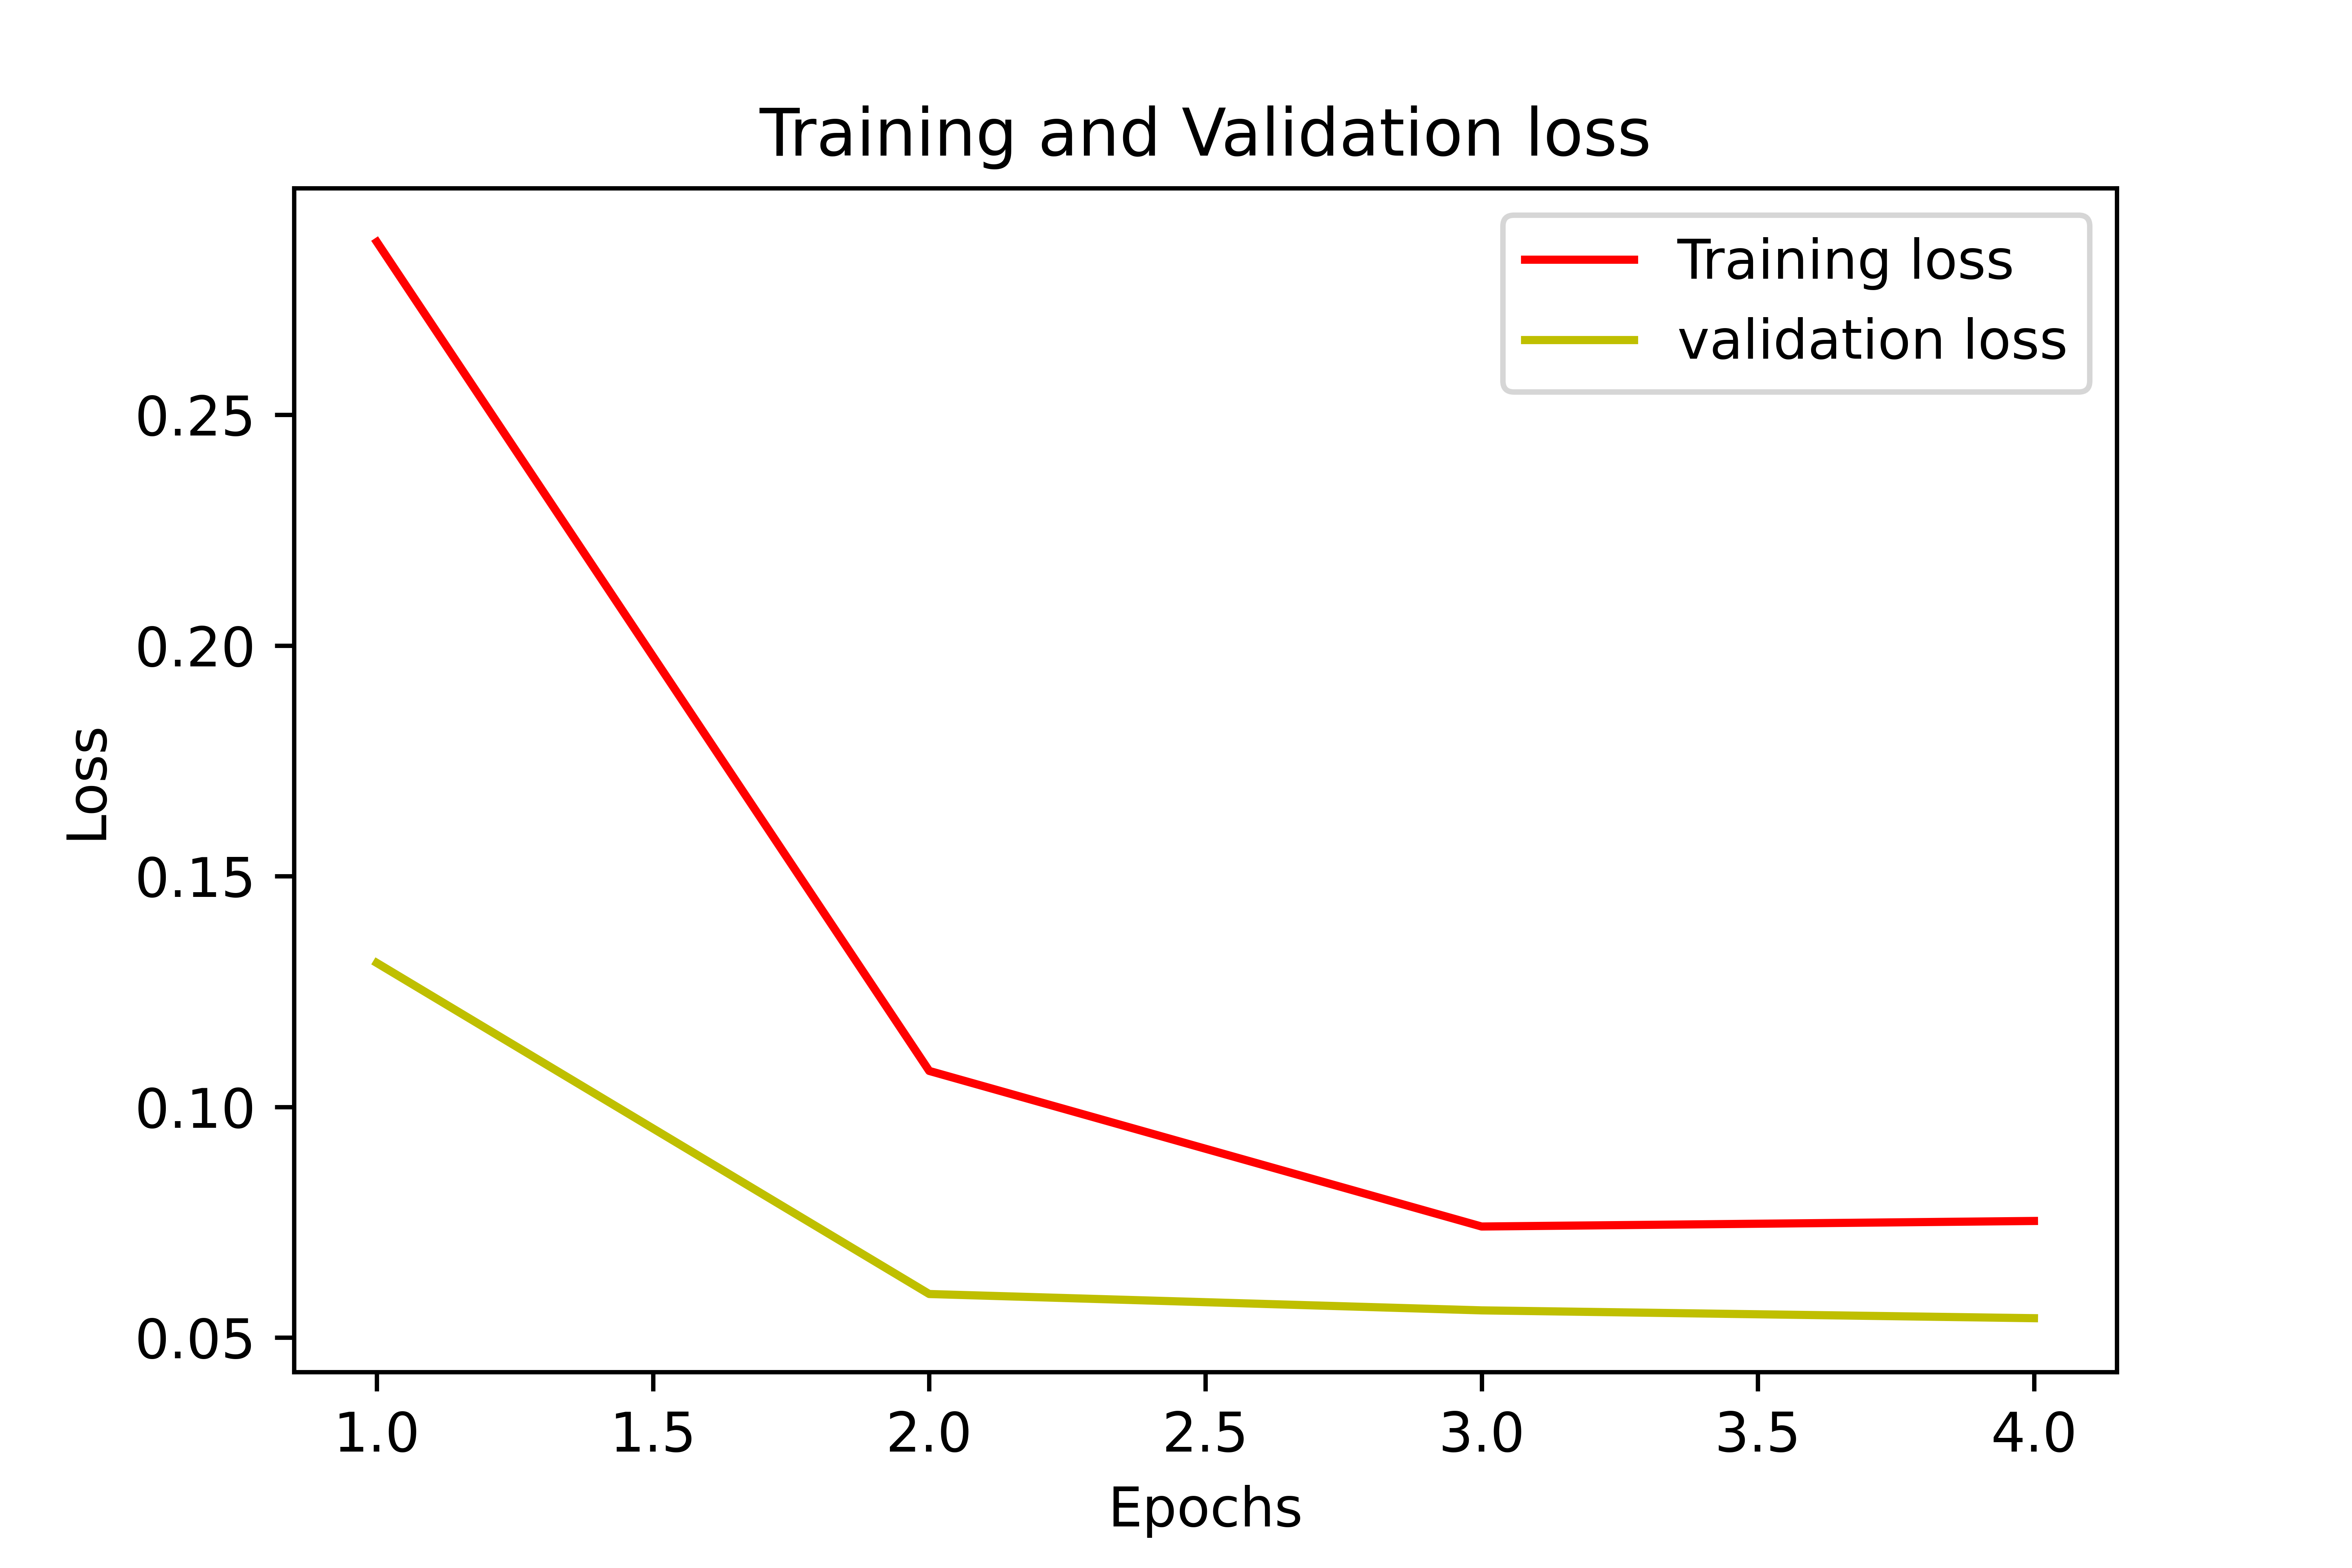 Training and Validation loss
Training loss
validation loss
0.25
0.20
0.15
0.10
0.05
Loss
1.0 1.5 2.0 2.5 3.0 3.5 4.0
Epochs